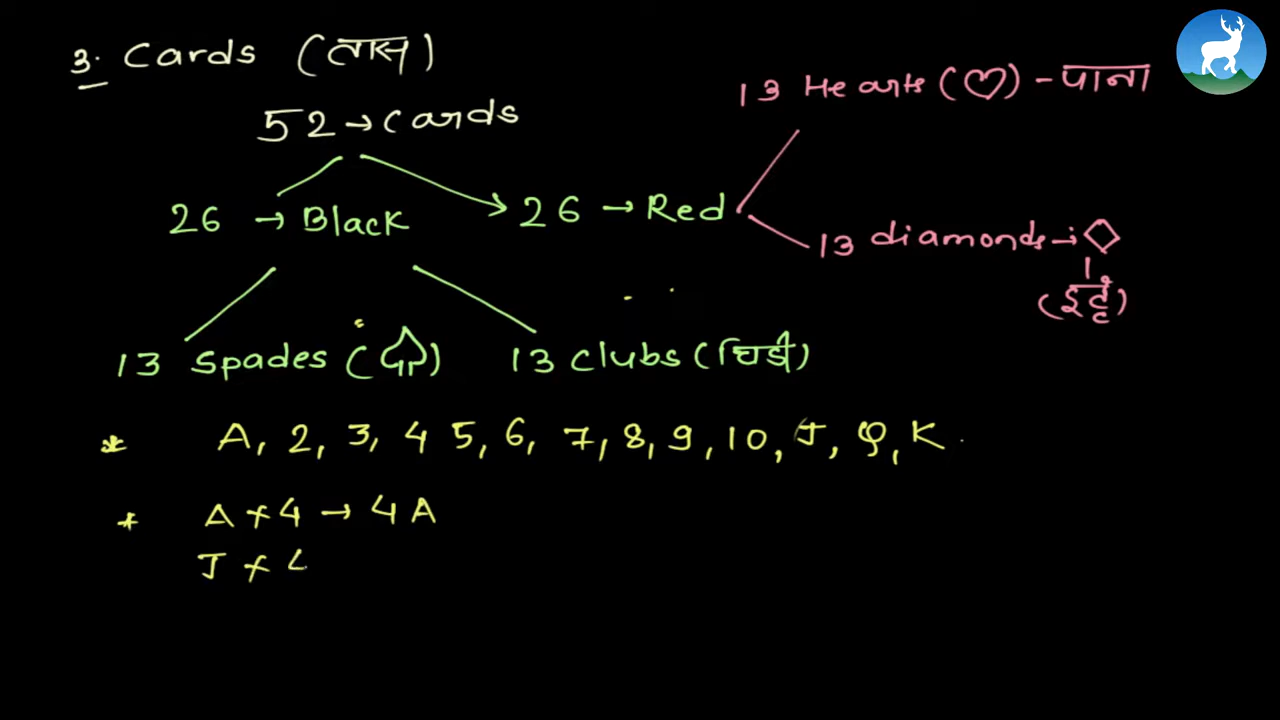 3. Cards (तास)
52 → Cards
26 → Black
26 → Red
13 Hearts (♡) - पाना
13 diamonds → ◇
(ईट्ट)
13 Spades (♤)
13 Clubs (चिडी)
* A, 2, 3, 4 5, 6, 7, 8, 9, 10, J, Q, K
* A × 4 → 4 A
J ×